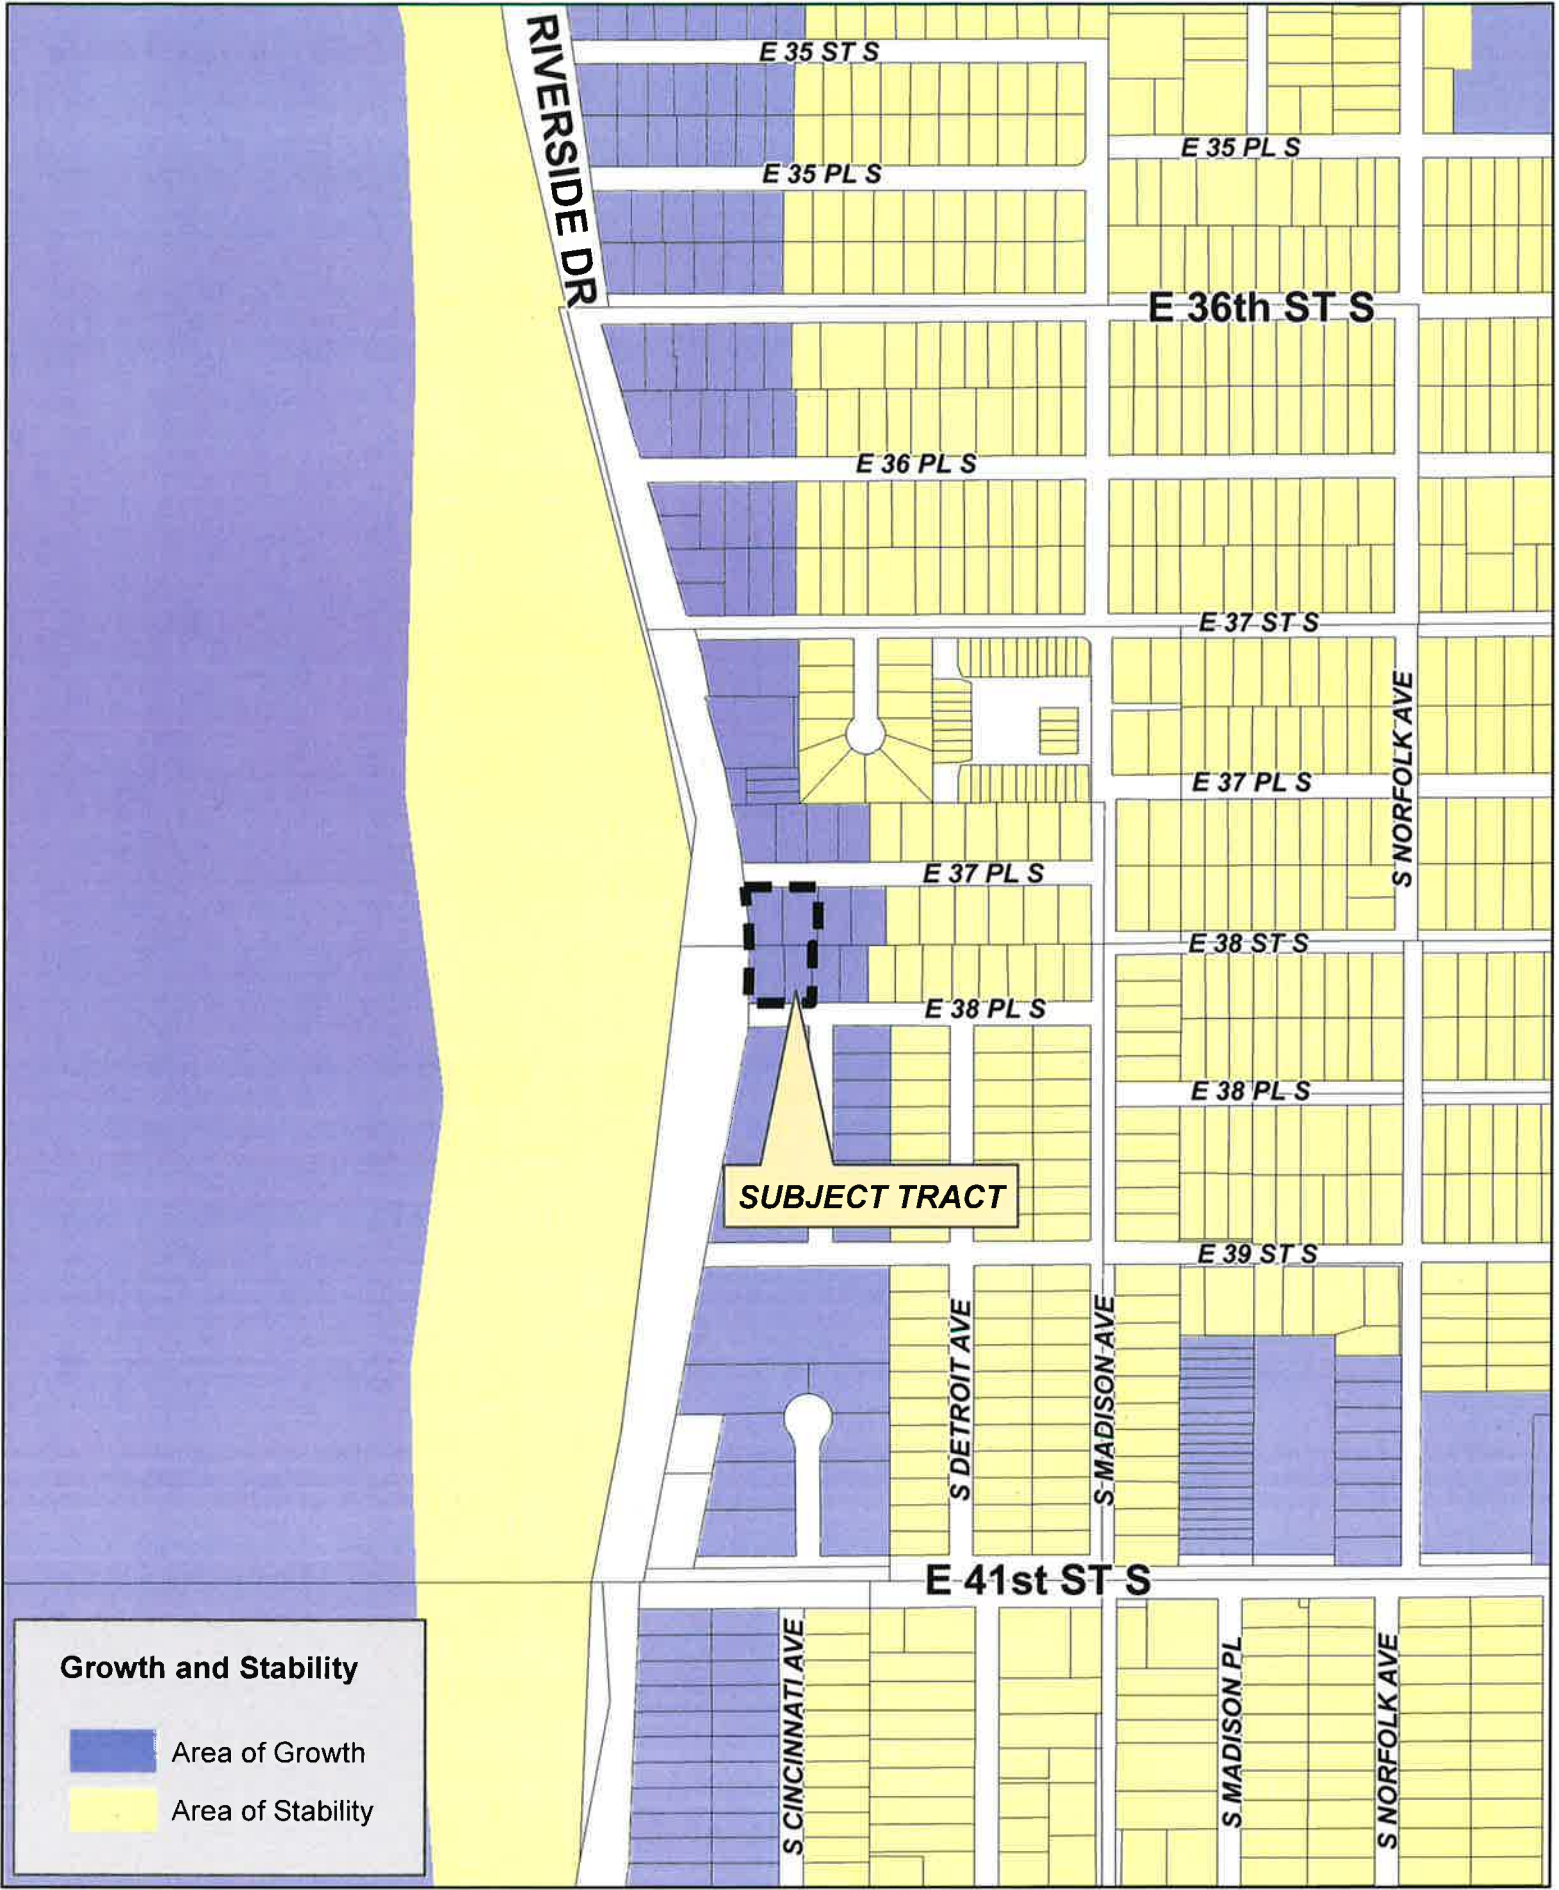 RIVERSIDE DR
E 35 ST S
E 35 PL S
E 35 PL S
E 36th ST S
E 36 PL S
E 37 ST S
S NORFOLK AVE
E 37 PL S
E 37 PL S
E 38 ST S
E 38 PL S
E 38 PL S
SUBJECT TRACT
E 39 ST S
S DETROIT AVE
S MADISON AVE
E 41st ST S
S CINCINNATI AVE
S MADISON PL
S NORFOLK AVE
Growth and Stability
Area of Growth
Area of Stability